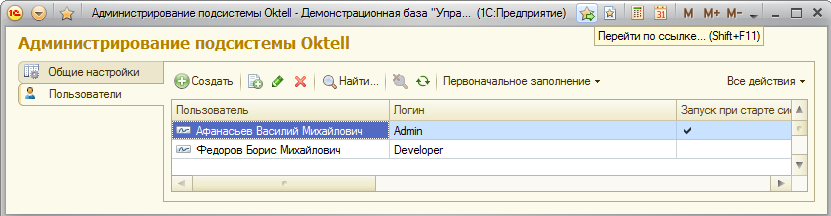 Администрирование подсистемы Oktell - Демонстрационная база "Упра... (1С:Предприятие)
M M+ M-
31
Перейти по ссылке... (Shift+F11)
Администрирование подсистемы Oktell
Общие настройки
Пользователи
Создать Найти... Первоначальное заполнение Все действия
Пользователь Логин Запуск при старте сис
Афанасьев Василий Михайлович Admin
Федоров Борис Михайлович Developer